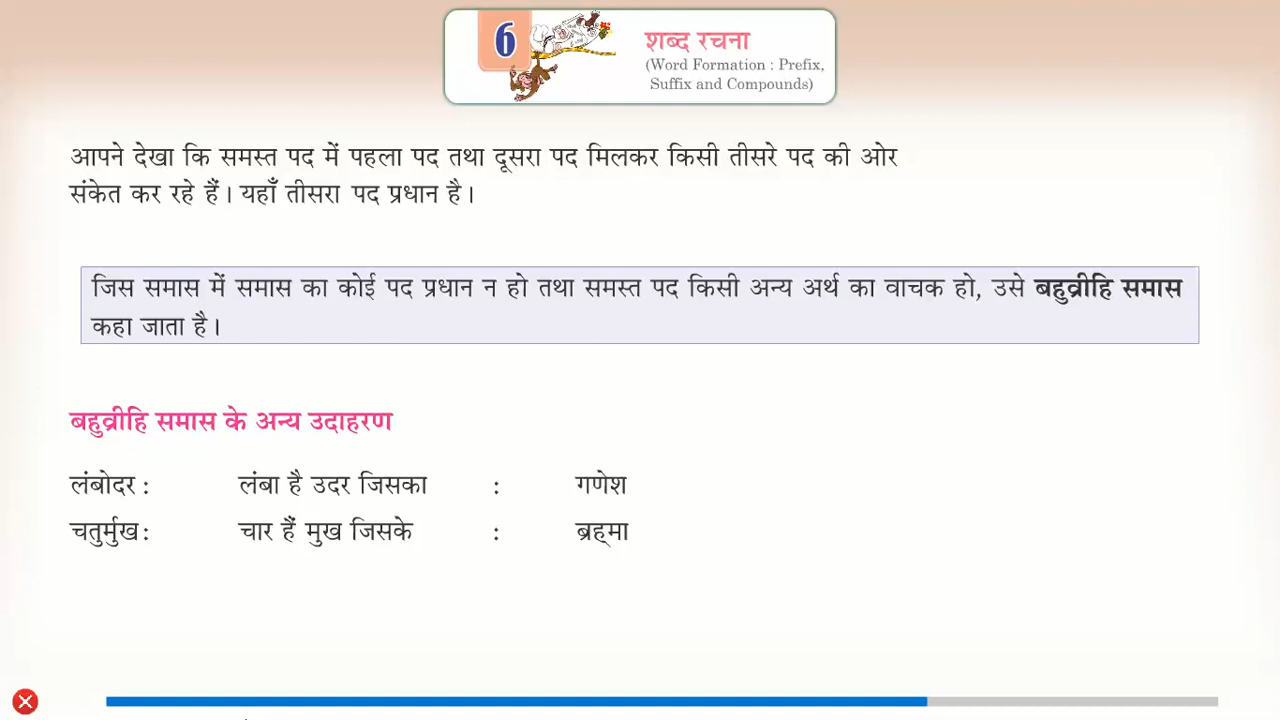 6
शब्द रचना
(Word Formation : Prefix,
Suffix and Compounds)
आपने देखा कि समस्त पद में पहला पद तथा दूसरा पद मिलकर किसी तीसरे पद की ओर
संकेत कर रहे हैं। यहाँ तीसरा पद प्रधान है।
जिस समास में समास का कोई पद प्रधान न हो तथा समस्त पद किसी अन्य अर्थ का वाचक हो, उसे बहुव्रीहि समास
कहा जाता है।
बहुव्रीहि समास के अन्य उदाहरण
लंबोदर : लंबा है उदर जिसका : गणेश
चतुर्मुख : चार हैं मुख जिसके : ब्रह्‌मा